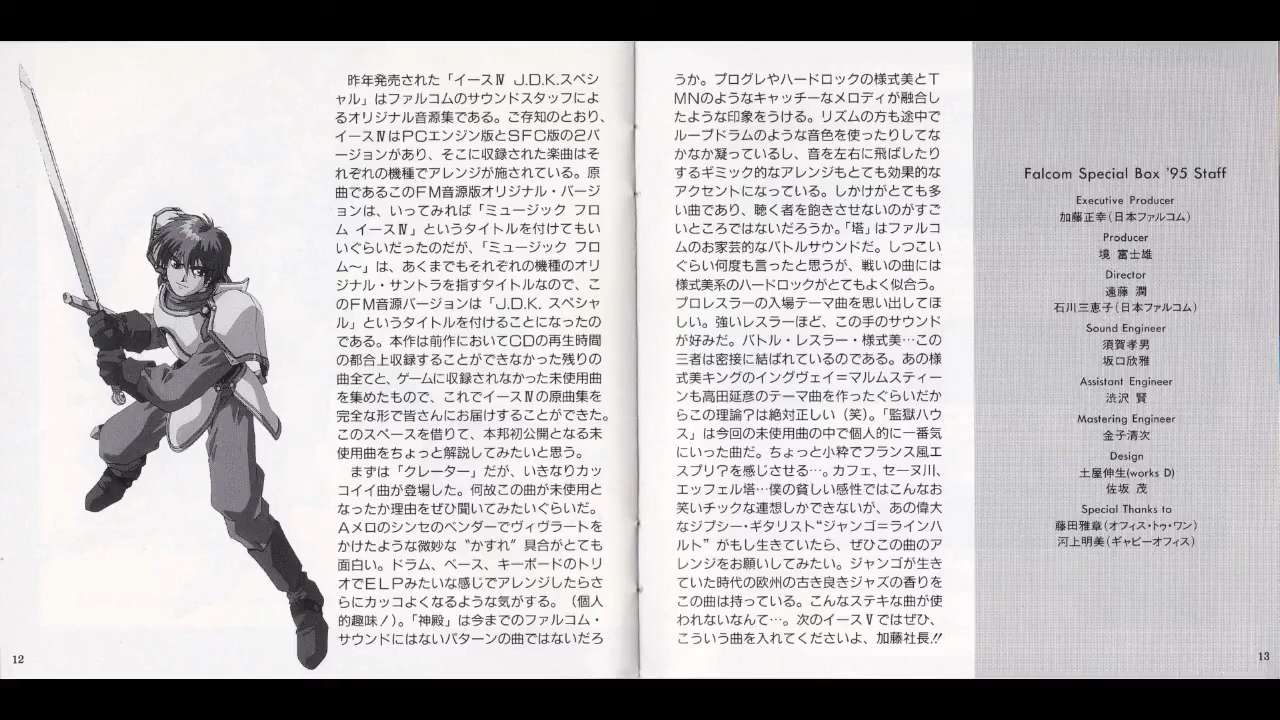 昨年発売された「イースⅣ J.D.K.スペシ
ャル」はファルコムのサウンドスタッフによ
るオリジナル音源集である。ご存知のとおり、
イースⅣはPCエンジン版とSFC版の2バ
ージョンがあり、そこに収録された楽曲はそ
れぞれの機種でアレンジが施されている。原
曲であるこのFM音源版オリジナル・バージ
ョンは、いってみれば「ミュージック フロ
ム イースⅣ」というタイトルを付けてもい
いぐらいだったのだが、「ミュージック フロ
ム〜」は、あくまでもそれぞれの機種のオリ
ジナル・サントラを指すタイトルなので、こ
のFM音源バージョンは「J.D.K. スペシャ
ル」というタイトルを付けることになったの
である。本作は前作においてCDの再生時間
の都合上収録することができなかった残りの
曲全てと、ゲームに収録されなかった未使用曲
を集めたもので、これでイースⅣの原曲集を
完全な形で皆さんにお届けすることができた。
このスペースを借りて、本邦初公開となる未
使用曲をちょっと解説してみたいと思う。
まずは「クレーター」だが、いきなりカッ
コイイ曲が登場した。何故この曲が未使用と
なったか理由をぜひ聞いてみたいぐらいだ。
Aメロのシンセのベンダーでヴィヴラートを
かけたような微妙な“かすれ”具合がとても
面白い。ドラム、ベース、キーボードのトリ
オでELPみたいな感じでアレンジしたらさ
らにカッコよくなるような気がする。（個人
的趣味！）。「神殿」は今までのファルコム・
サウンドにはないパターンの曲ではないだろ
12
うか。プログレやハードロックの様式美とT
MNのようなキャッチーなメロディが融合し
たような印象をうける。リズムの方も途中で
ループドラムのような音色を使ったりしてな
かなか凝っているし、音を左右に飛ばしたり
するギミック的なアレンジもとても効果的な
アクセントになっている。しかけがとても多
い曲であり、聴く者を飽きさせないのがすご
いところではないだろうか。「塔」はファルコ
ムのお家芸的なバトルサウンドだ。しつこい
ぐらい何度も言ったと思うが、戦いの曲には
様式美系のハードロックがとてもよく似合う。
プロレスラーの入場テーマ曲を思い出してほ
しい。強いレスラーほど、この手のサウンド
が好みだ。バトル・レスラー・様式美…この
三者は密接に結ばれているのである。あの様
式美キングのイングヴェイ＝マルムスティー
ンも高田延彦のテーマ曲を作ったぐらいだか
らこの理論？は絶対正しい（笑）。「監獄ハウ
ス」は今回の未使用曲の中で個人的に一番気
にいった曲だ。ちょっと小粋でフランス風エ
スプリ？を感じさせる…。カフェ、セーヌ川、
エッフェル塔…僕の貧しい感性ではこんなお
笑いチックな連想しかできないが、あの偉大
なジプシー・ギタリスト“ジャンゴ＝ラインハ
ルト”がもし生きていたら、ぜひこの曲のア
レンジをお願いしてみたい。ジャンゴが生き
ていた時代の欧州の古き良きジャズの香りを
この曲は持っている。こんなステキな曲が使
われないなんて…。次のイースⅤではぜひ、
こういう曲を入れてくださいよ、加藤社長!!
Falcom Special Box '95 Staff
Executive Producer
加藤正幸（日本ファルコム）
Producer
境 富士雄
Director
遠藤 潤
石川三恵子（日本ファルコム）
Sound Engineer
須賀孝男
坂口欣雅
Assistant Engineer
渋沢 賢
Mastering Engineer
金子清次
Design
土屋伸生(works D)
佐坂 茂
Special Thanks to
藤田雅章（オフィス・トゥ・ワン）
河上明美（ギャビーオフィス）
13